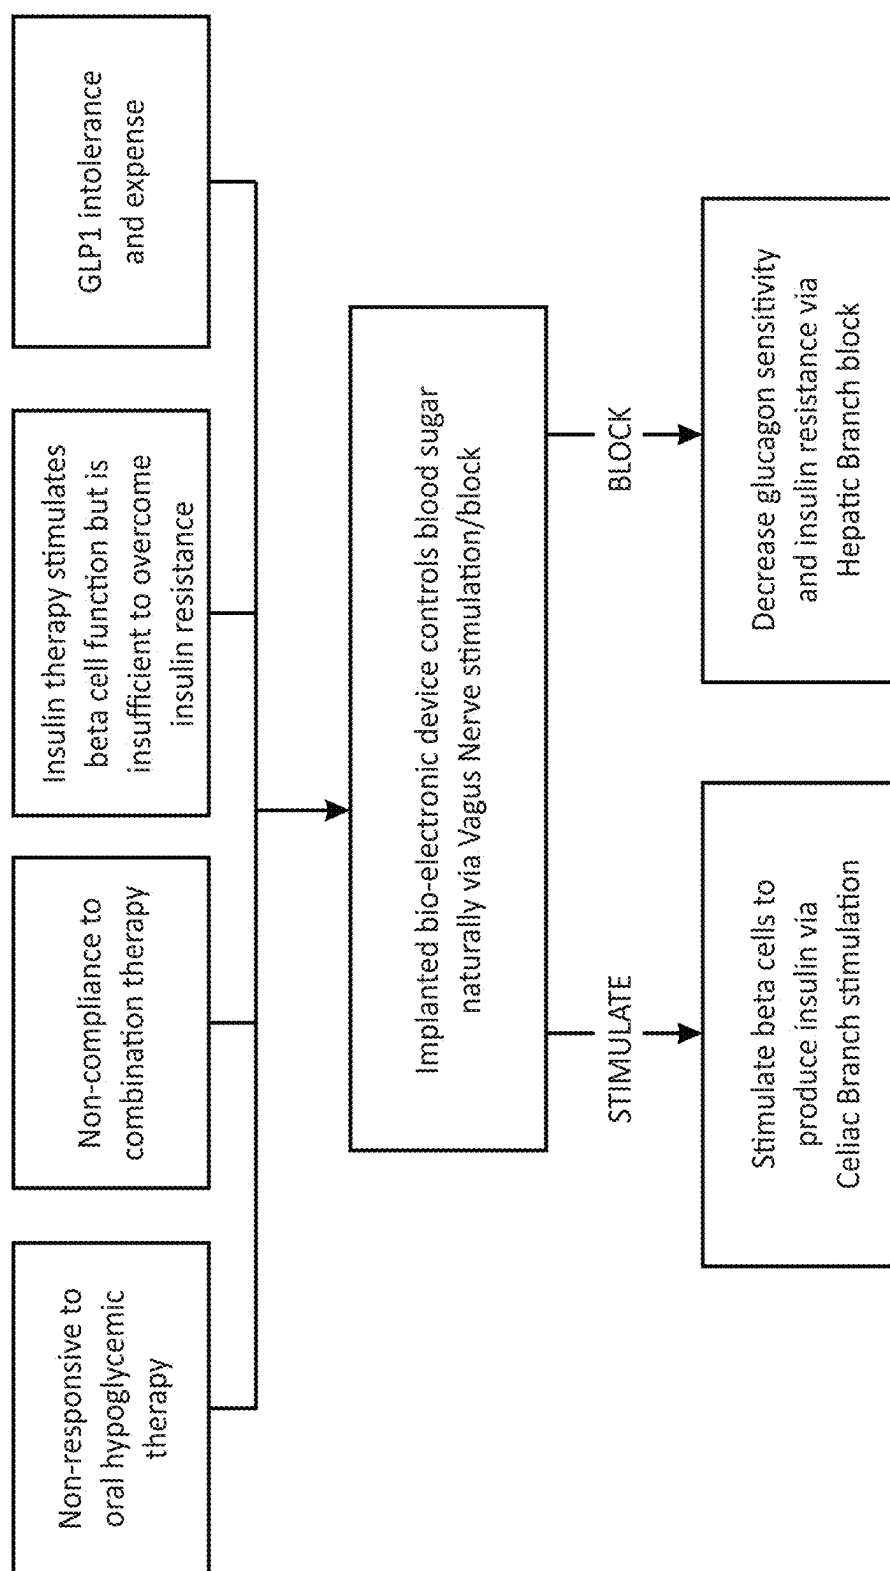 Non-responsive to
oral hypoglycemic
therapy
Non-compliance to
combination therapy
Insulin therapy stimulates
beta cell function but is
insufficient to overcome
insulin resistance
GLP1 intolerance
and expense
Implanted bio-electronic device controls blood sugar
naturally via Vagus Nerve stimulation/block
STIMULATE
BLOCK
Stimulate beta cells to
produce insulin via
Celiac Branch stimulation
Decrease glucagon sensitivity
and insulin resistance via
Hepatic Branch block